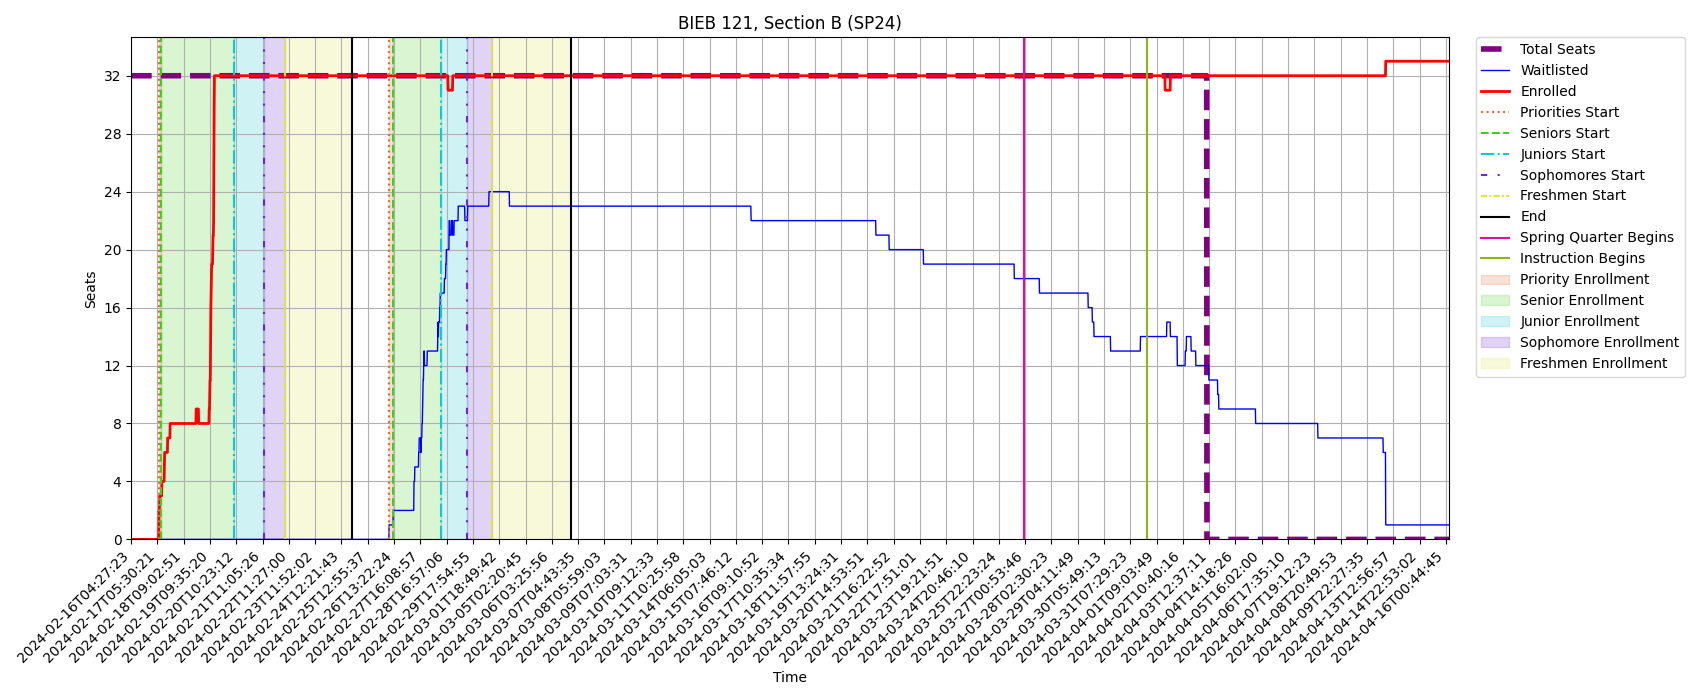 BIEB 121, Section B (SP24)
Seats
32
28
24
20
16
12
8
4
0
2024-02-16T04:27:23
2024-02-17T05:30:21
2024-02-18T09:02:51
2024-02-19T09:35:20
2024-02-20T10:23:12
2024-02-21T11:05:26
2024-02-22T11:27:00
2024-02-23T11:52:02
2024-02-24T12:21:43
2024-02-25T12:55:37
2024-02-26T13:22:24
2024-02-27T16:08:57
2024-02-28T16:57:06
2024-02-29T17:54:55
2024-03-01T18:49:42
2024-03-05T02:20:45
2024-03-06T03:25:56
2024-03-07T04:43:35
2024-03-08T05:59:03
2024-03-09T07:03:31
2024-03-10T09:12:33
2024-03-11T10:25:58
2024-03-14T06:05:03
2024-03-15T07:46:12
2024-03-16T09:10:52
2024-03-17T10:35:34
2024-03-18T11:57:55
2024-03-19T13:24:31
2024-03-20T14:53:51
2024-03-21T16:22:52
2024-03-22T17:51:01
2024-03-23T19:21:51
2024-03-24T20:46:10
2024-03-25T22:23:24
2024-03-27T00:53:46
2024-03-28T02:30:23
2024-03-29T04:11:49
2024-03-30T05:49:13
2024-03-31T07:29:23
2024-04-01T09:03:49
2024-04-02T10:40:16
2024-04-03T12:37:11
2024-04-04T14:18:26
2024-04-05T16:02:00
2024-04-06T17:35:10
2024-04-07T19:12:23
2024-04-08T20:49:53
2024-04-09T22:27:35
2024-04-13T12:56:57
2024-04-14T22:53:02
2024-04-16T00:44:45
Time
Total Seats
Waitlisted
Enrolled
Priorities Start
Seniors Start
Juniors Start
Sophomores Start
Freshmen Start
End
Spring Quarter Begins
Instruction Begins
Priority Enrollment
Senior Enrollment
Junior Enrollment
Sophomore Enrollment
Freshmen Enrollment